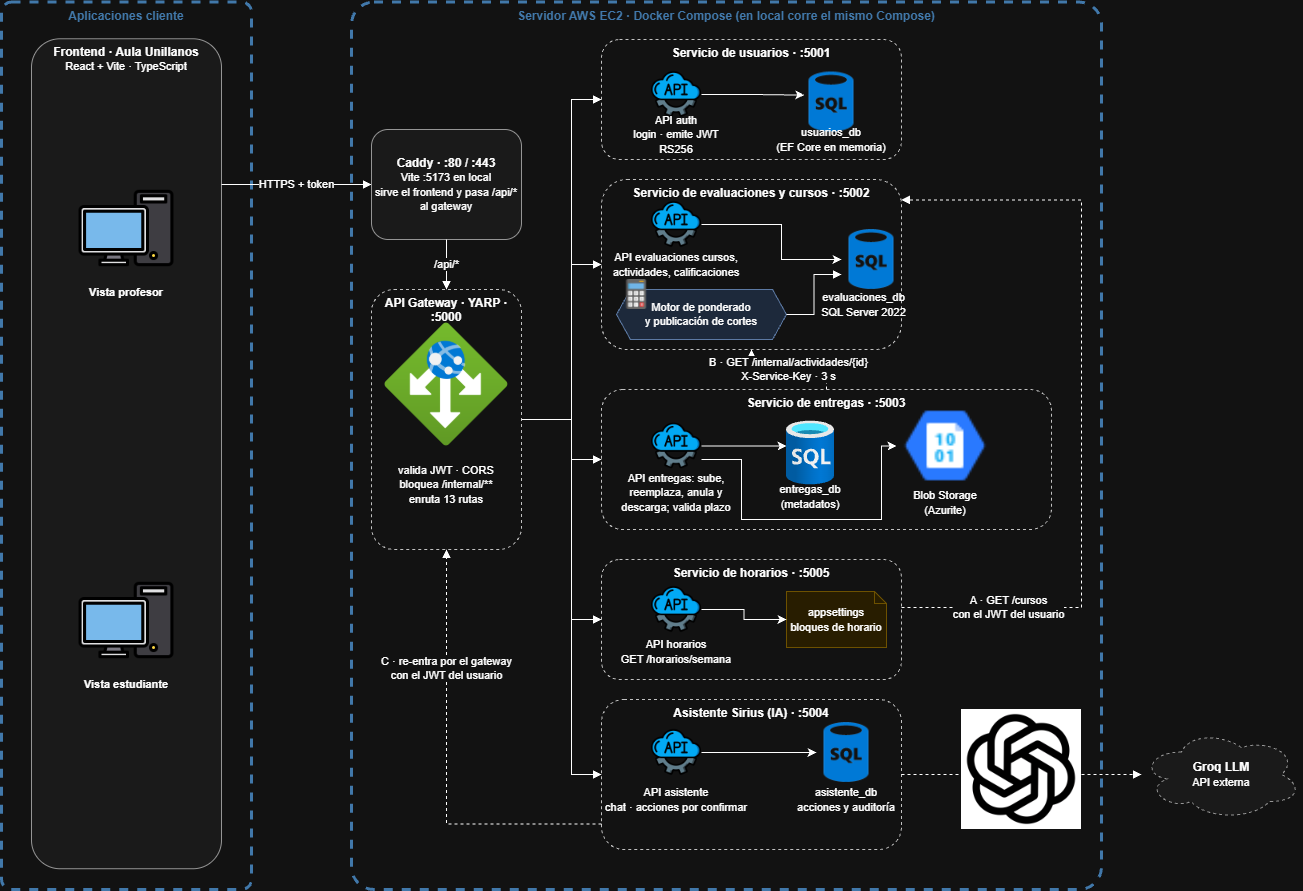 Aplicaciones cliente
Frontend · Aula Unillanos
React + Vite · TypeScript
Vista profesor
Vista estudiante
HTTPS + token
Servidor AWS EC2 · Docker Compose (en local corre el mismo Compose)
Caddy · :80 / :443
Vite :5173 en local
sirve el frontend y pasa /api/*
al gateway
/api/*
API Gateway · YARP ·
:5000
valida JWT · CORS
bloquea /internal/**
enruta 13 rutas
C · re-entra por el gateway
con el JWT del usuario
Servicio de usuarios · :5001
API
API auth
login · emite JWT
RS256
SQL
usuarios_db
(EF Core en memoria)
Servicio de evaluaciones y cursos · :5002
API
API evaluaciones cursos,
actividades, calificaciones
Motor de ponderado
y publicación de cortes
SQL
evaluaciones_db
SQL Server 2022
B · GET /internal/actividades/{id}
X-Service-Key · 3 s
Servicio de entregas · :5003
API
API entregas: sube,
reemplaza, anula y
descarga; valida plazo
SQL
entregas_db
(metadatos)
10
01
Blob Storage
(Azurite)
Servicio de horarios · :5005
API
API horarios
GET /horarios/semana
appsettings
bloques de horario
A · GET /cursos
con el JWT del usuario
Asistente Sirius (IA) · :5004
API
API asistente
chat · acciones por confirmar
SQL
asistente_db
acciones y auditoría
Groq LLM
API externa